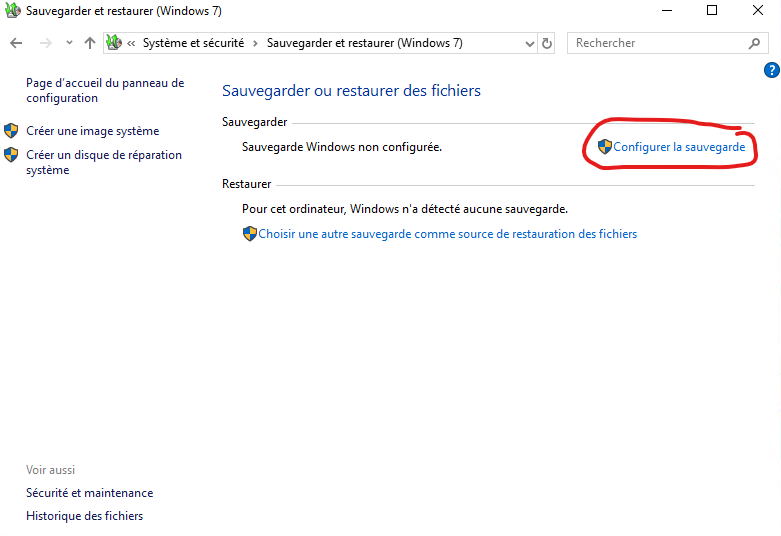 Sauvegarder et restaurer (Windows 7)
« Système et sécurité > Sauvegarder et restaurer (Windows 7)
Rechercher
?
Page d'accueil du panneau de
configuration
Créer une image système
Créer un disque de réparation
système
Sauvegarder ou restaurer des fichiers
Sauvegarder
Sauvegarde Windows non configurée.
Configurer la sauvegarde
Restaurer
Pour cet ordinateur, Windows n'a détecté aucune sauvegarde.
Choisir une autre sauvegarde comme source de restauration des fichiers
Voir aussi
Sécurité et maintenance
Historique des fichiers